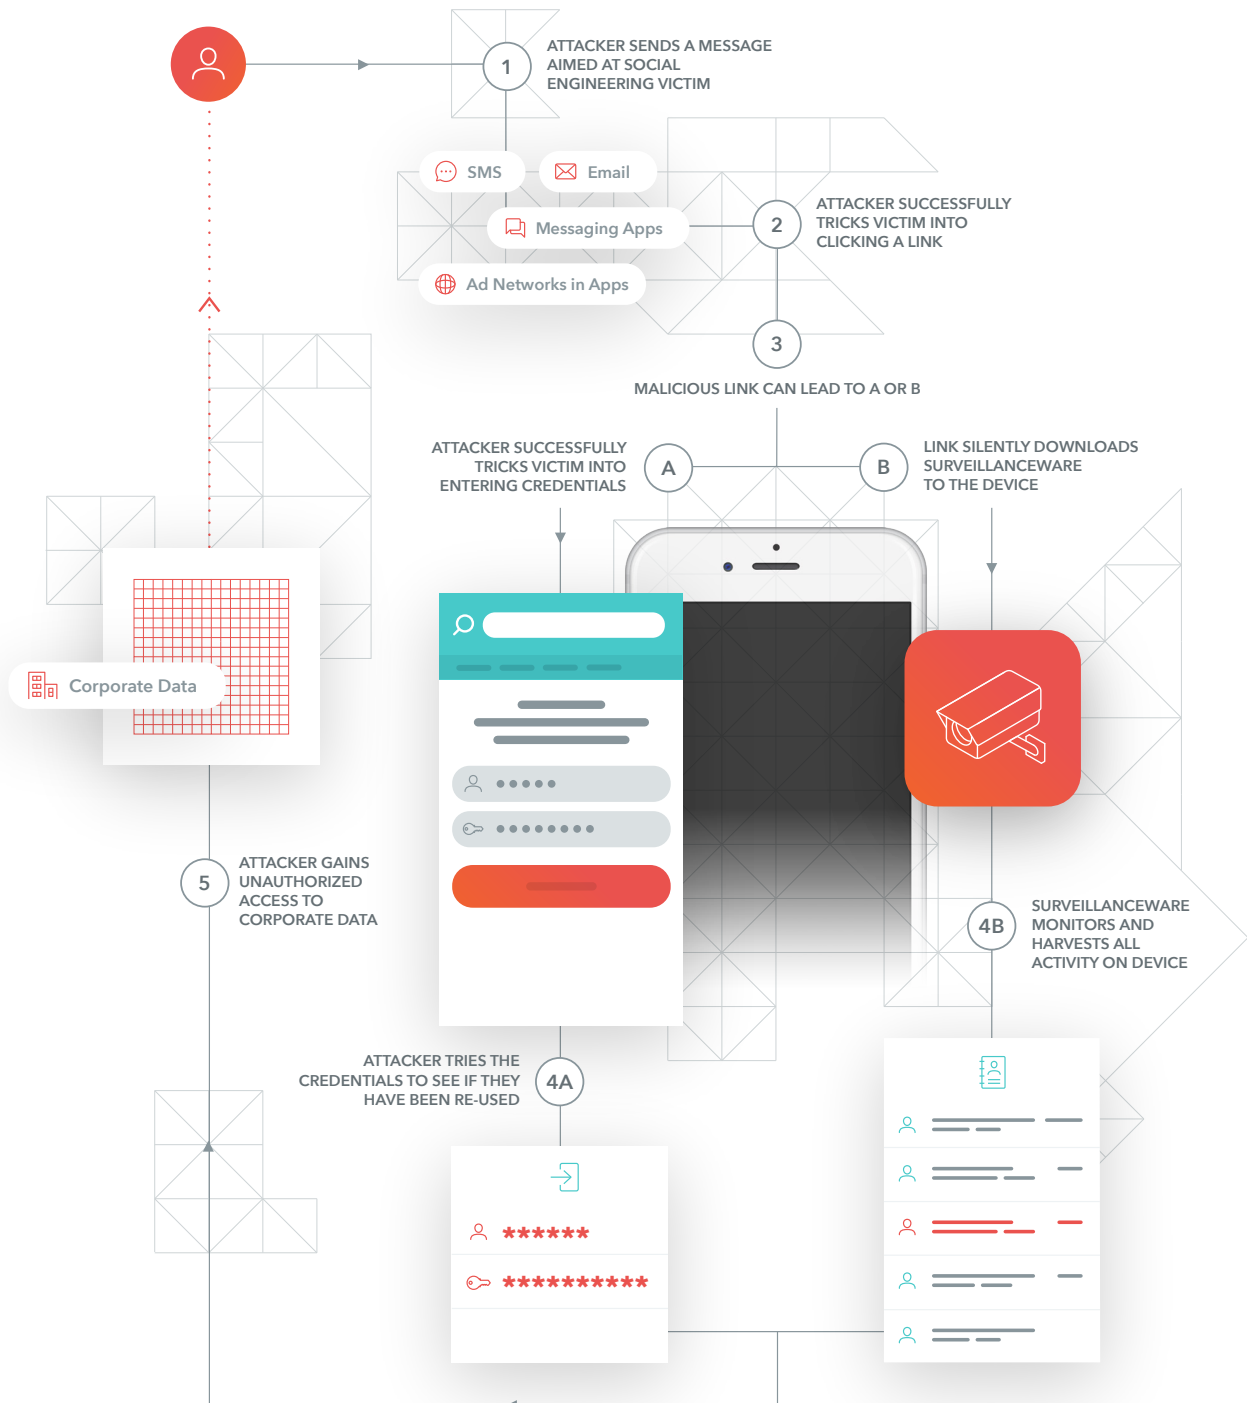 1
ATTACKER SENDS A MESSAGE
AIMED AT SOCIAL
ENGINEERING VICTIM
SMS
Email
Messaging Apps
Ad Networks in Apps
2
ATTACKER SUCCESSFULLY
TRICKS VICTIM INTO
CLICKING A LINK
3
MALICIOUS LINK CAN LEAD TO A OR B
ATTACKER SUCCESSFULLY
TRICKS VICTIM INTO
ENTERING CREDENTIALS
A
B
LINK SILENTLY DOWNLOADS
SURVEILLANCEWARE
TO THE DEVICE
Corporate Data
5
ATTACKER GAINS
UNAUTHORIZED
ACCESS TO
CORPORATE DATA
4B
SURVEILLANCEWARE
MONITORS AND
HARVESTS ALL
ACTIVITY ON DEVICE
ATTACKER TRIES THE
CREDENTIALS TO SEE IF THEY
HAVE BEEN RE-USED
4A
******
**********